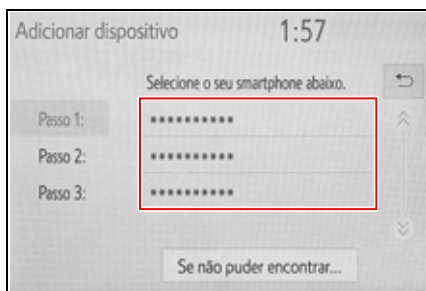 Adicionar dispositivo 1:57
Selecione o seu smartphone abaixo.
Passo 1: **********
Passo 2: **********
Passo 3: **********
Se não puder encontrar...